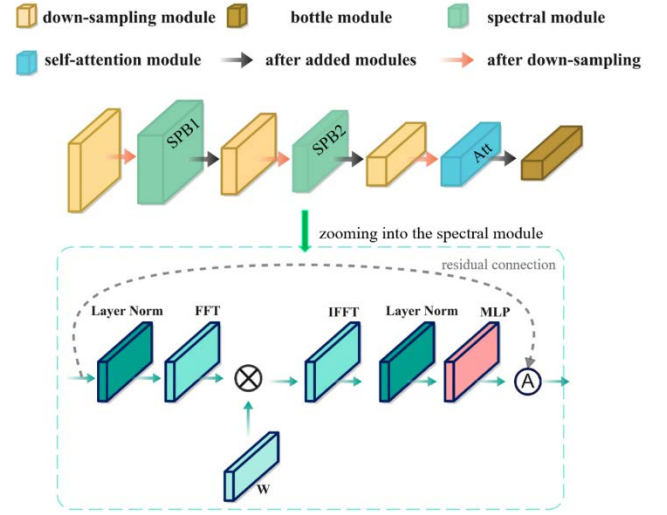 down-sampling module bottle module spectral module
self-attention module after added modules after down-sampling
SPB1 SPB2 Att
zooming into the spectral module
residual connection
Layer Norm FFT IFFT Layer Norm MLP
A
W